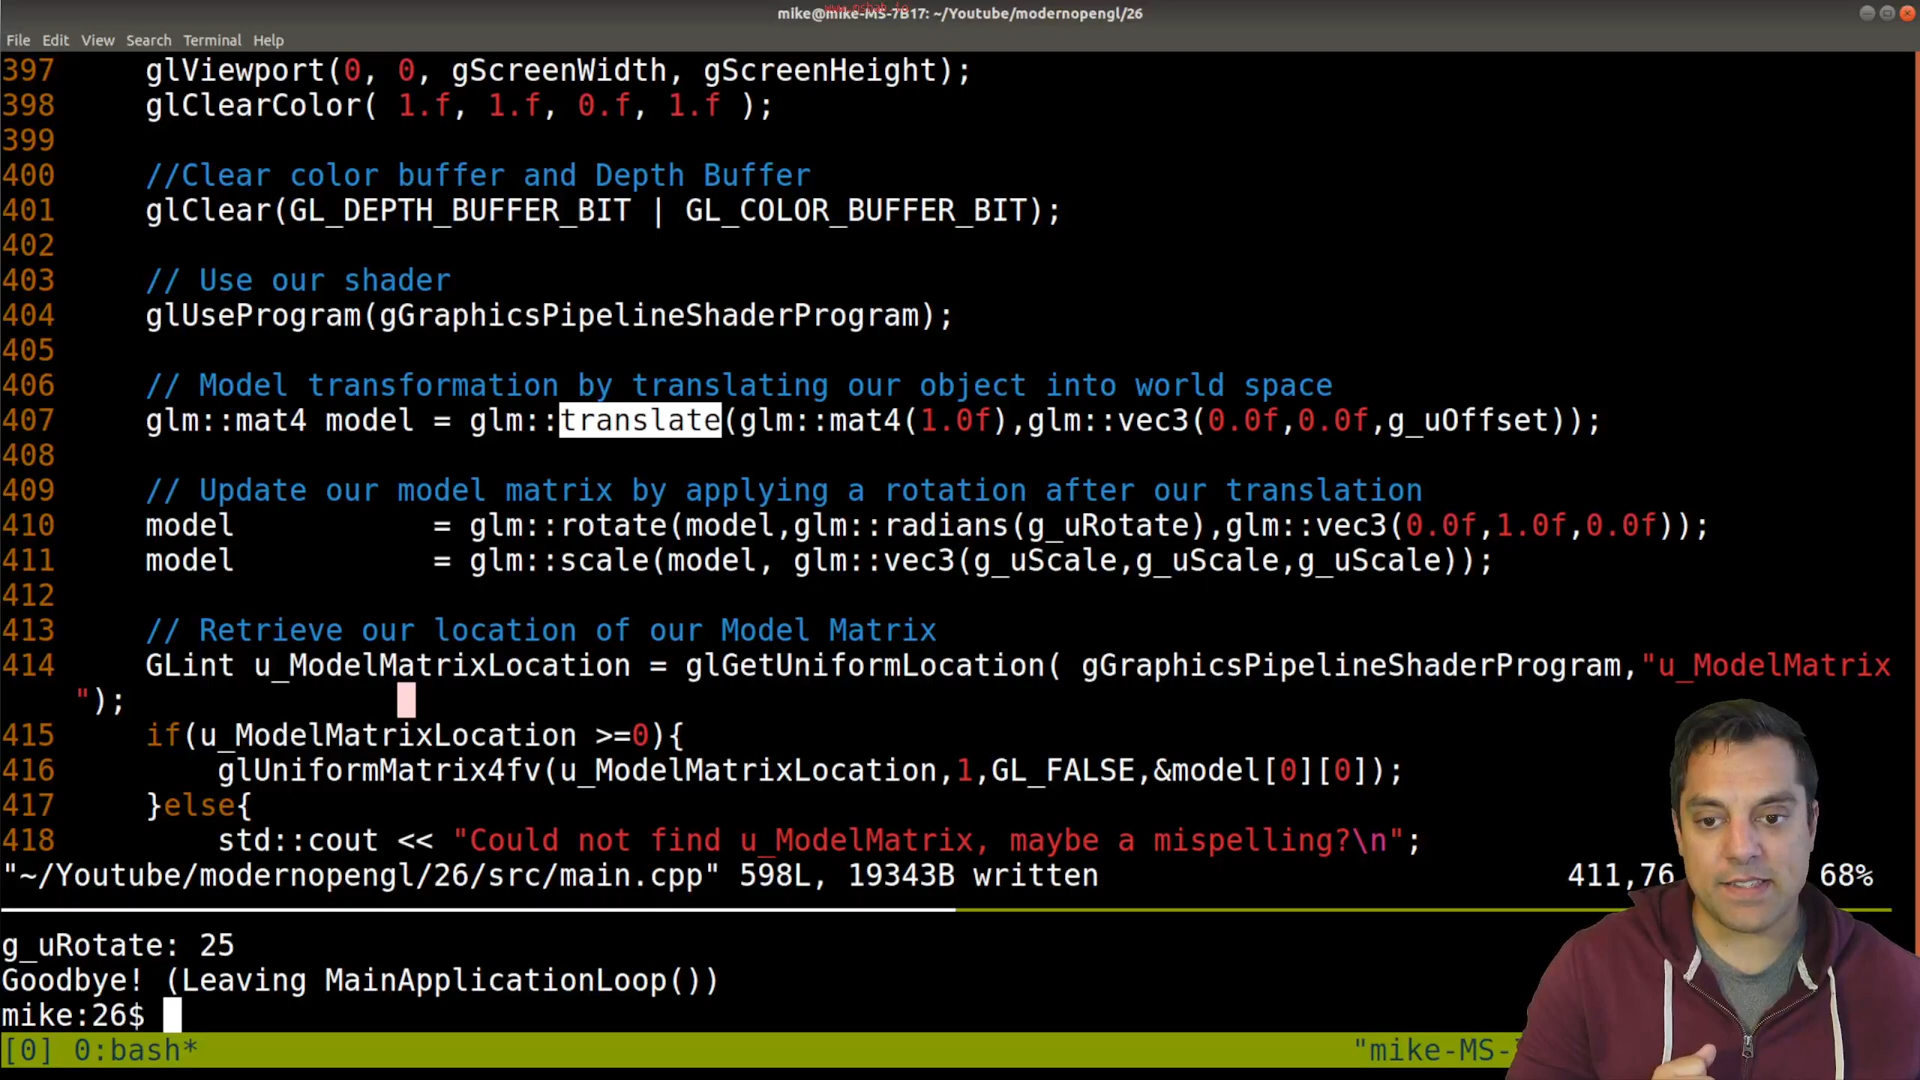 www.mshah.io
mike@mike-MS-7B17: ~/Youtube/modernopengl/26
File Edit View Search Terminal Help
397     glViewport(0, 0, gScreenWidth, gScreenHeight);
398     glClearColor( 1.f, 1.f, 0.f, 1.f );
399
400     //Clear color buffer and Depth Buffer
401     glClear(GL_DEPTH_BUFFER_BIT | GL_COLOR_BUFFER_BIT);
402
403     // Use our shader
404     glUseProgram(gGraphicsPipelineShaderProgram);
405
406     // Model transformation by translating our object into world space
407     glm::mat4 model = glm::translate(glm::mat4(1.0f),glm::vec3(0.0f,0.0f,g_uOffset));
408
409     // Update our model matrix by applying a rotation after our translation
410     model           = glm::rotate(model,glm::radians(g_uRotate),glm::vec3(0.0f,1.0f,0.0f));
411     model           = glm::scale(model, glm::vec3(g_uScale,g_uScale,g_uScale));
412
413     // Retrieve our location of our Model Matrix
414     GLint u_ModelMatrixLocation = glGetUniformLocation( gGraphicsPipelineShaderProgram,"u_ModelMatrix
");
415     if(u_ModelMatrixLocation >=0){
416         glUniformMatrix4fv(u_ModelMatrixLocation,1,GL_FALSE,&model[0][0]);
417     }else{
418         std::cout << "Could not find u_ModelMatrix, maybe a mispelling?\n";
"~/Youtube/modernopengl/26/src/main.cpp" 598L, 19343B written 411,76 68%
g_uRotate: 25
Goodbye! (Leaving MainApplicationLoop())
mike:26$
[0] 0:bash* "mike-MS-